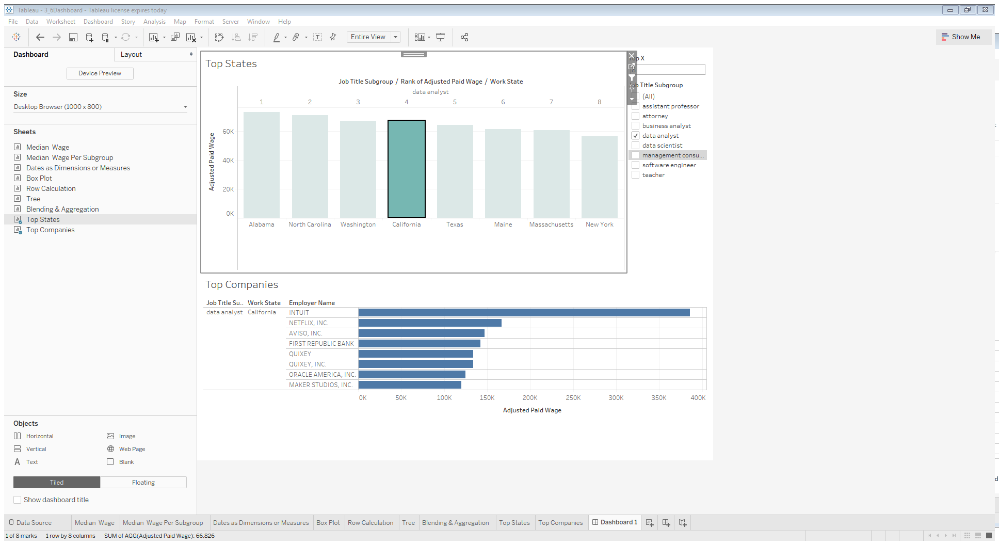 Tableau - 3_6Dashboard - Tableau license expires today
File Data Worksheet Dashboard Story Analysis Map Format Server Window Help
Entire View
Show Me
Dashboard
Layout
Device Preview
Size
Desktop Browser (1000 x 800)
Sheets
Median  Wage
Median  Wage Per Subgroup
Dates as Dimensions or Measures
Box Plot
Row Calculation
Tree
Blending & Aggregation
Top States
Top Companies
Objects
Horizontal
Image
Vertical
Web Page
Text
Blank
Tiled
Floating
Show dashboard title
Top States
Job Title Subgroup / Rank of Adjusted Paid Wage / Work State
data analyst
1 2 3 4 5 6 7 8
Adjusted Paid Wage
60K
40K
20K
0K
Alabama North Carolina Washington California Texas Maine Massachusetts New York
(All)
assistant professor
attorney
business analyst
data analyst
data scientist
management consu...
software engineer
teacher
Top Companies
Job Title Su.. Work State Employer Name
data analyst California INTUIT
NETFLIX, INC.
AVISO, INC.
FIRST REPUBLIC BANK
QUIXEY
QUIXEY, INC.
ORACLE AMERICA, INC.
MAKER STUDIOS, INC.
0K 50K 100K 150K 200K 250K 300K 350K 400K
Adjusted Paid Wage
Data Source Median  Wage Median  Wage Per Subgroup Dates as Dimensions or Measures Box Plot Row Calculation Tree Blending & Aggregation Top States Top Companies Dashboard 1
1 of 8 marks 1 row by 8 columns SUM of AGG(Adjusted Paid Wage): 66,826